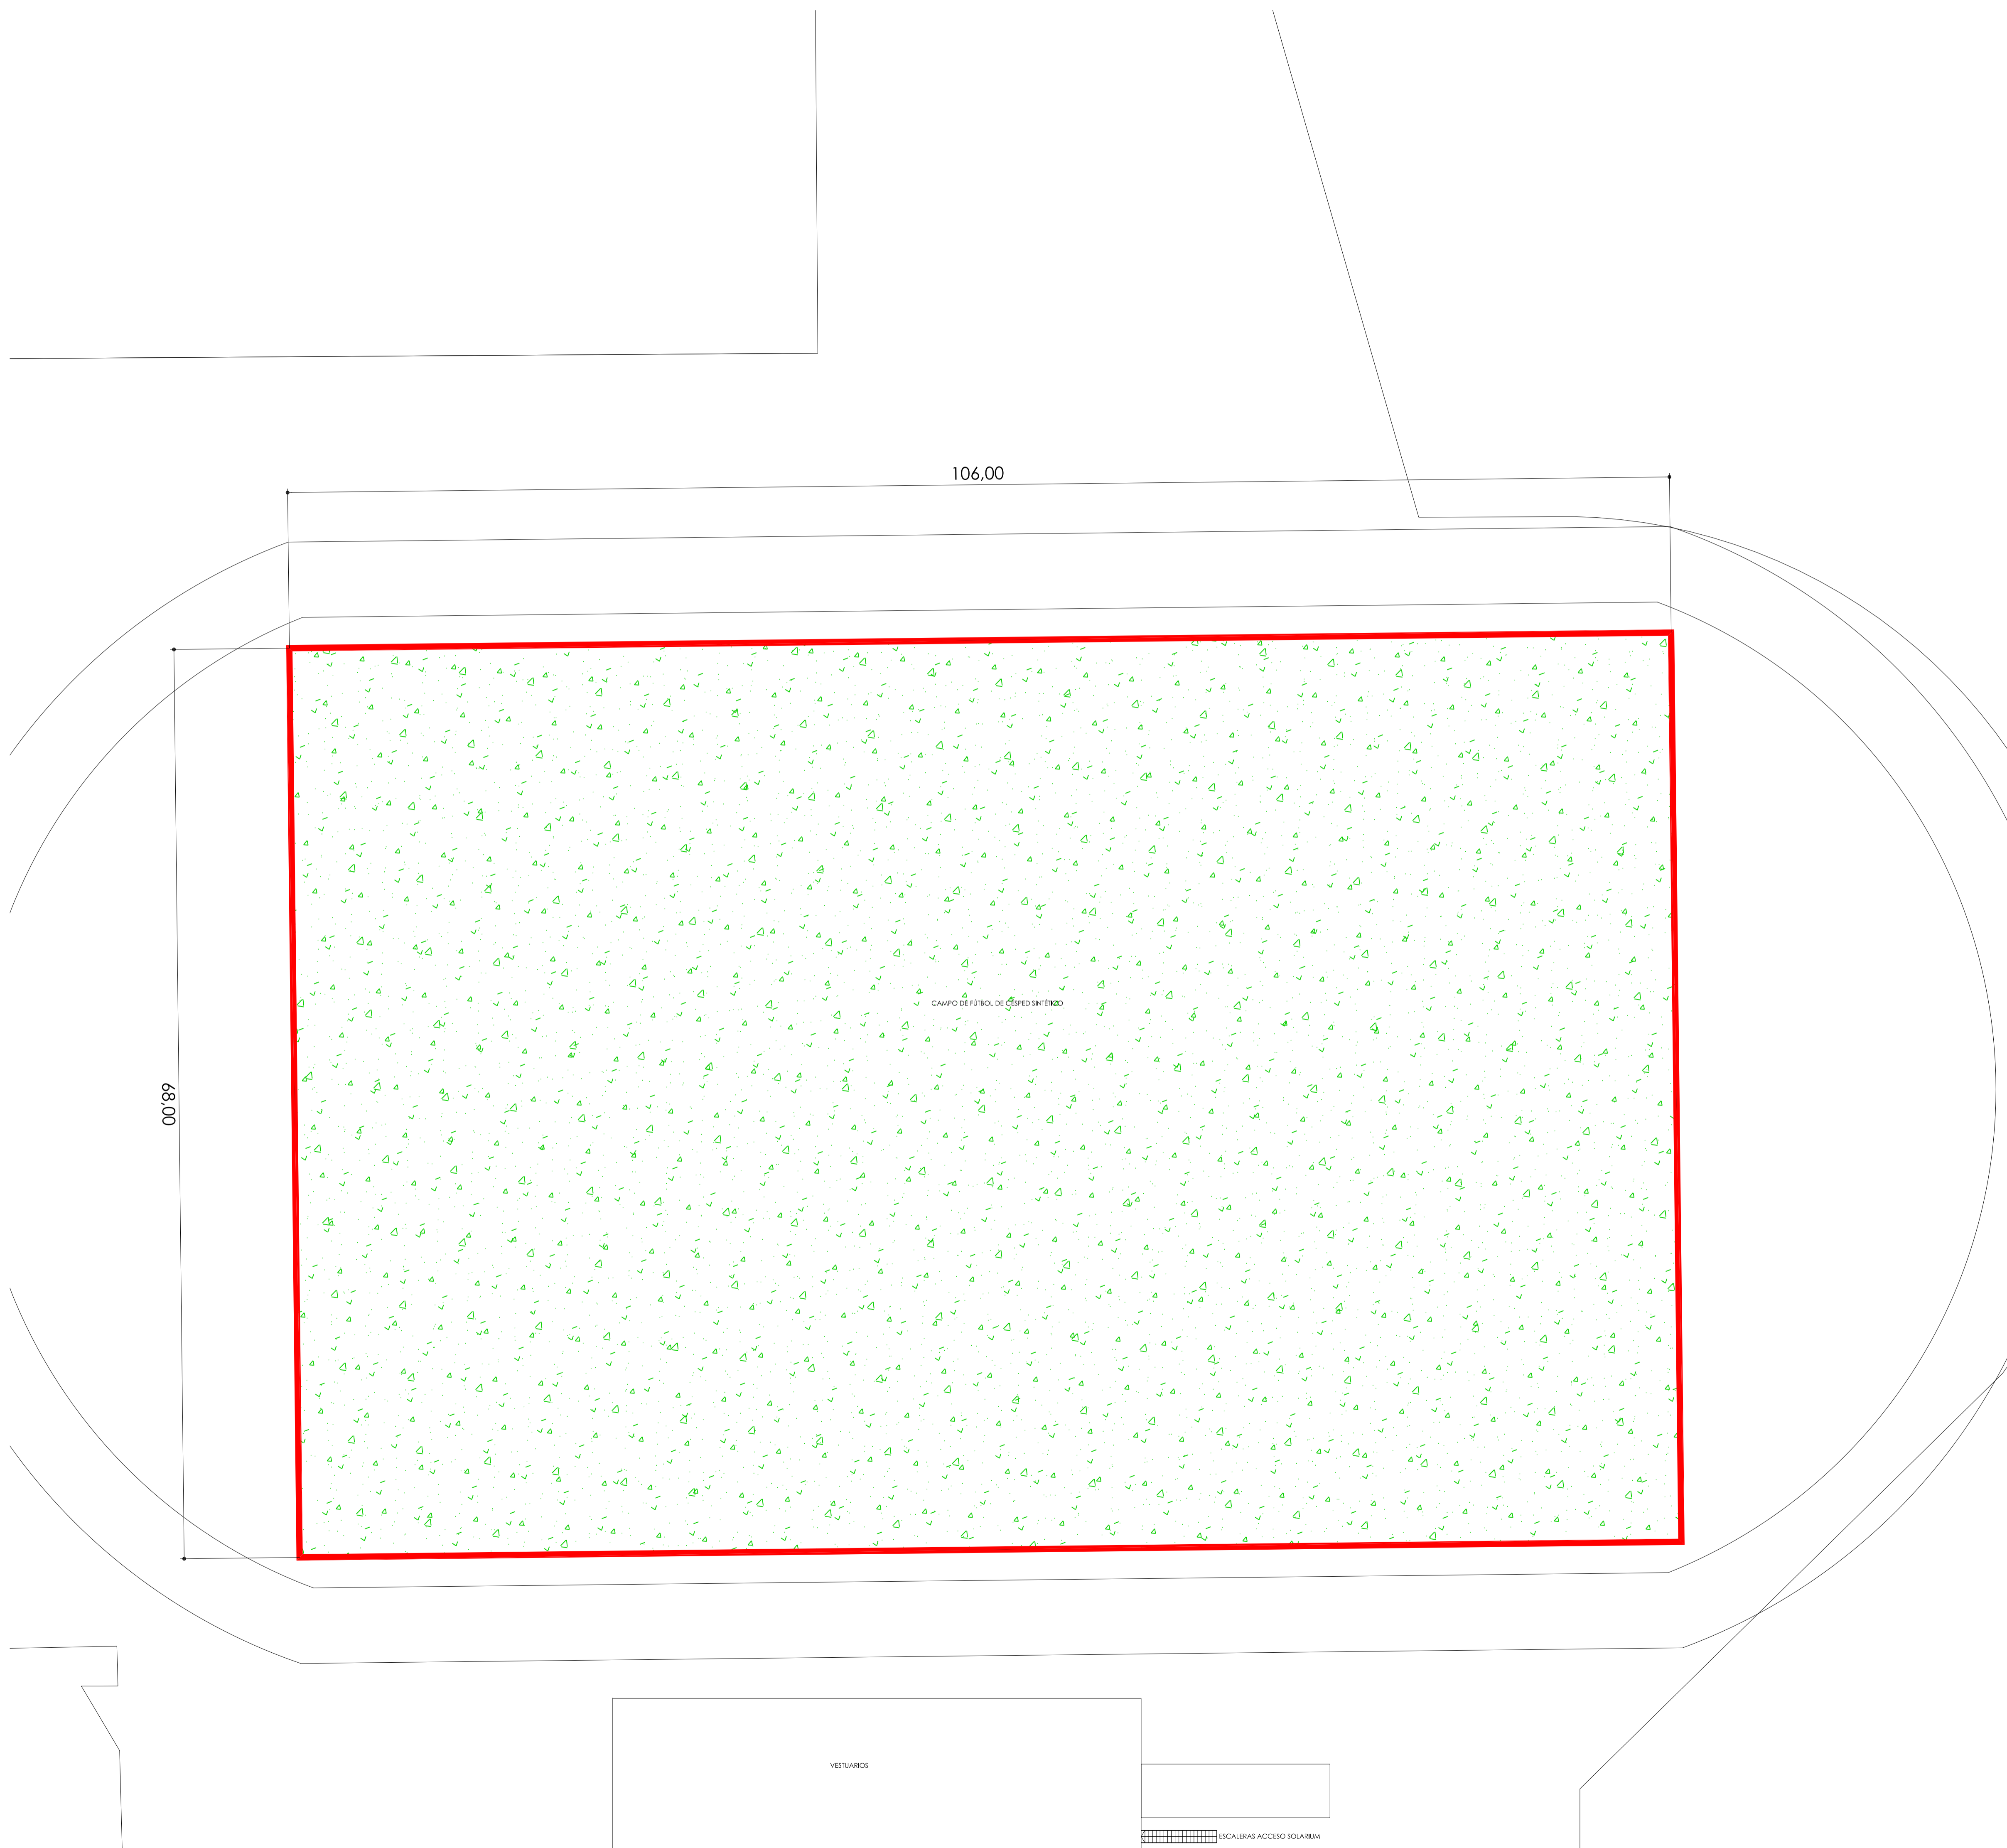 106,00
68,00
CAMPO DE FÚTBOL DE CÉSPED SINTÉTICO
VESTUARIOS
ESCALERAS ACCESO SOLARIUM